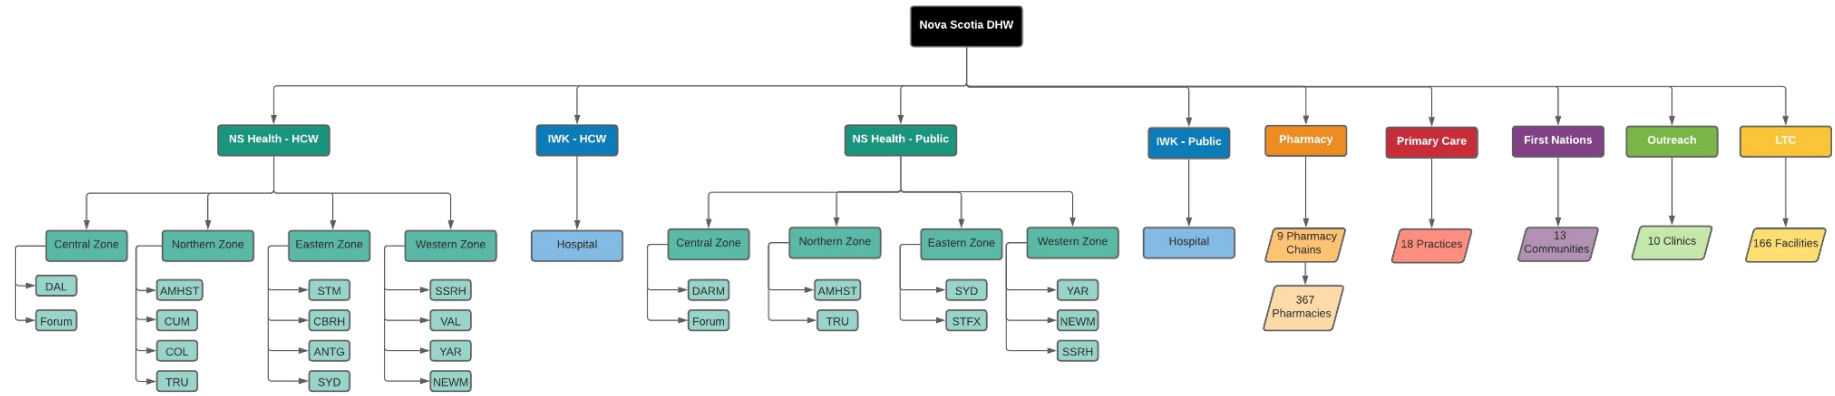 Nova Scotia DHW
NS Health - HCW
IWK - HCW
NS Health - Public
IWK - Public
Pharmacy
Primary Care
First Nations
Outreach
LTC
Central Zone
Northern Zone
Eastern Zone
Western Zone
Hospital
Central Zone
Northern Zone
Eastern Zone
Western Zone
Hospital
9 Pharmacy
Chains
18 Practices
13
Communities
10 Clinics
166 Facilities
DAL
Forum
AMHST
CUM
COL
TRU
STM
CBRH
ANTG
SYD
SSRH
VAL
YAR
NEWM
DARM
Forum
AMHST
TRU
SYD
STFX
YAR
NEWM
SSRH
367
Pharmacies